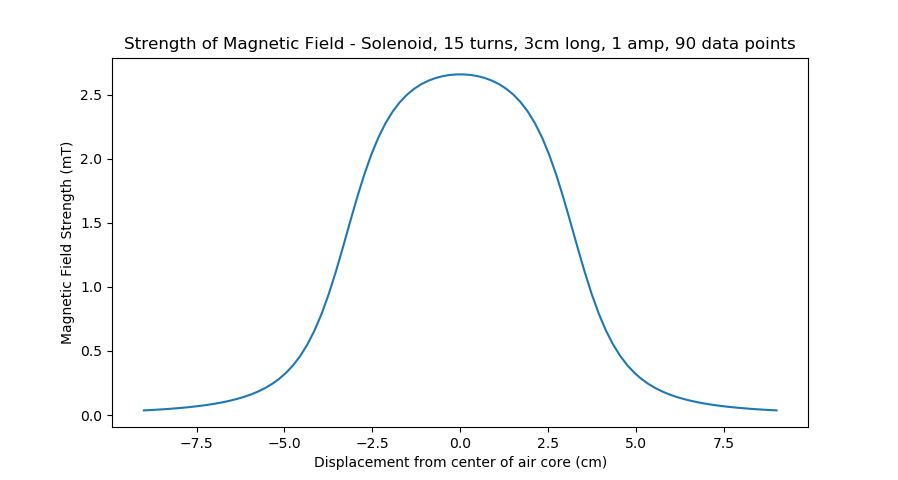 Strength of Magnetic Field - Solenoid, 15 turns, 3cm long, 1 amp, 90 data points
Magnetic Field Strength (mT)
2.5
2.0
1.5
1.0
0.5
0.0
−7.5 −5.0 −2.5 0.0 2.5 5.0 7.5
Displacement from center of air core (cm)